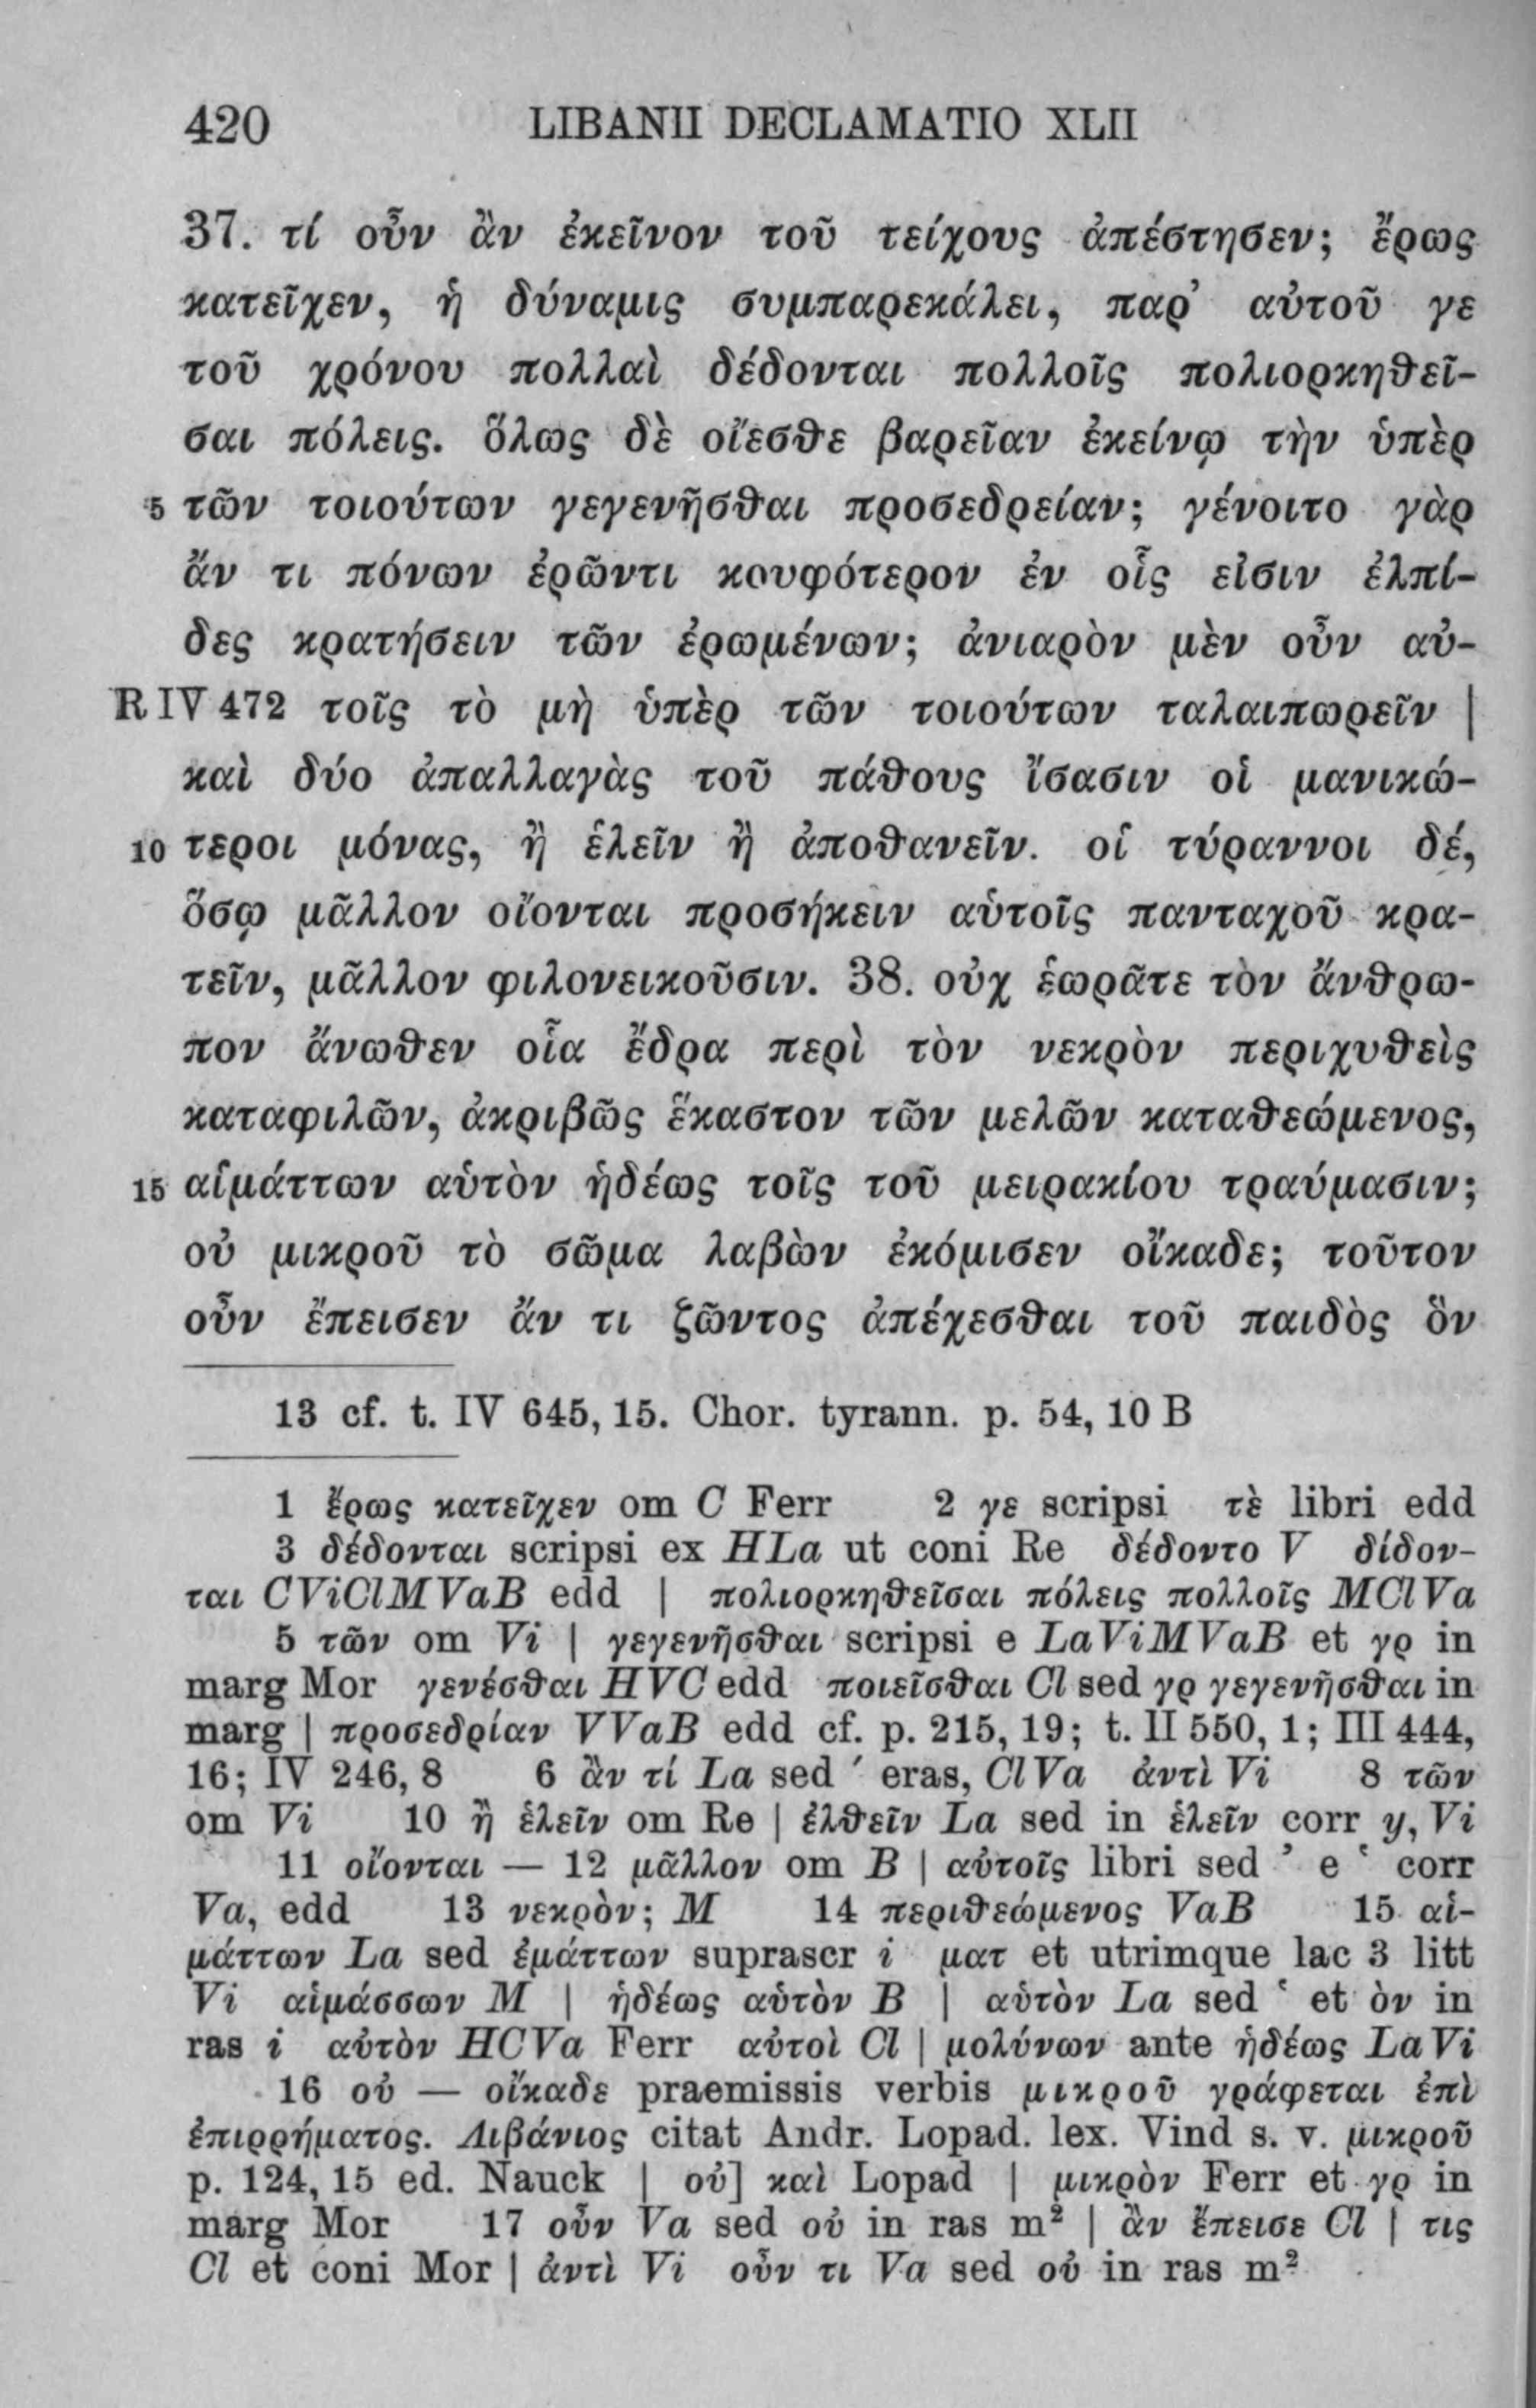 420 LIBANII DECLAMATIO XLII
37. τί οὖν ἂν ἐκεῖνον τοῦ τείχους ἀπέστησεν; ἔρως
κατεῖχεν, ἡ δύναμις συμπαρεκάλει, παρ’ αὐτοῦ γε
τοῦ χρόνου πολλαὶ δέδονται πολλοῖς πολιορκηθεῖ-
σαι πόλεις. ὅλως δὲ οἴεσθε βαρεῖαν ἐκείνῳ τὴν ὑπὲρ
5 τῶν τοιούτων γεγενῆσθαι προσεδρείαν; γένοιτο γὰρ
ἄν τι πόνων ἐρῶντι κουφότερον ἐν οἷς εἰσιν ἐλπί-
δες κρατήσειν τῶν ἐρωμένων; ἀνιαρὸν μὲν οὖν αὐ-
R IV 472 τοῖς τὸ μὴ ὑπὲρ τῶν τοιούτων ταλαιπωρεῖν |
καὶ δύο ἀπαλλαγὰς τοῦ πάθους ἴσασιν οἱ μανικώ-
10 τεροι μόνας, ἢ ἑλεῖν ἢ ἀποθανεῖν. οἱ τύραννοι δέ,
ὅσῳ μᾶλλον οἴονται προσήκειν αὑτοῖς πανταχοῦ κρα-
τεῖν, μᾶλλον φιλονεικοῦσιν. 38. οὐχ ἑωρᾶτε τὸν ἄνθρω-
πον ἄνωθεν οἷα ἔδρα περὶ τὸν νεκρὸν περιχυθεὶς
καταφιλῶν, ἀκριβῶς ἕκαστον τῶν μελῶν καταθεώμενος,
15 αἱμάττων αὑτὸν ἡδέως τοῖς τοῦ μειρακίου τραύμασιν;
οὐ μικροῦ τὸ σῶμα λαβὼν ἐκόμισεν οἴκαδε; τοῦτον
οὖν ἔπεισεν ἄν τι ζῶντος ἀπέχεσθαι τοῦ παιδὸς ὃν
13 cf. t. IV 645, 15. Chor. tyrann. p. 54, 10 B
1 ἔρως κατεῖχεν om C Ferr 2 γε scripsi τὲ libri edd
3 δέδονται scripsi ex HLa ut coni Re δέδοντο V δίδον-
ται CViClMVaB edd | πολιορκηθεῖσαι πόλεις πολλοῖς MClVa
5 τῶν om Vi | γεγενῆσθαι scripsi e LaViMVaB et γρ in
marg Mor γενέσθαι HVC edd ποιεῖσθαι Cl sed γρ γεγενῆσθαι in
marg | προσεδρίαν VVaB edd cf. p. 215, 19; t. II 550, 1; III 444,
16; IV 246, 8 6 ἂν τί La sed ´ eras, ClVa ἀντὶ Vi 8 τῶν
om Vi 10 ἢ ἑλεῖν om Re | ἐλθεῖν La sed in ἑλεῖν corr y, Vi
11 οἴονται — 12 μᾶλλον om B | αὐτοῖς libri sed ᾿ e ῾ corr
Va, edd 13 νεκρὸν; M 14 περιθεώμενος VaB 15 αἱ-
μάττων La sed ἐμάττων suprascr i ματ et utrimque lac 3 litt
Vi αἱμάσσων M | ἡδέως αὑτὸν B | αὑτὸν La sed ῾ et ὸν in
ras i αὐτὸν HCVa Ferr αὐτοὶ Cl | μολύνων ante ἡδέως LaVi
16 οὐ — οἴκαδε praemissis verbis μικροῦ γράφεται ἐπὶ
ἐπιρρήματος. Λιβάνιος citat Andr. Lopad. lex. Vind s. v. μικροῦ
p. 124, 15 ed. Nauck | οὐ] καὶ Lopad | μικρὸν Ferr et γρ in
marg Mor 17 οὖν Va sed οὐ in ras m² | ἂν ἔπεισε Cl | τις
Cl et coni Mor | ἀντὶ Vi οὖν τι Va sed οὐ in ras m²